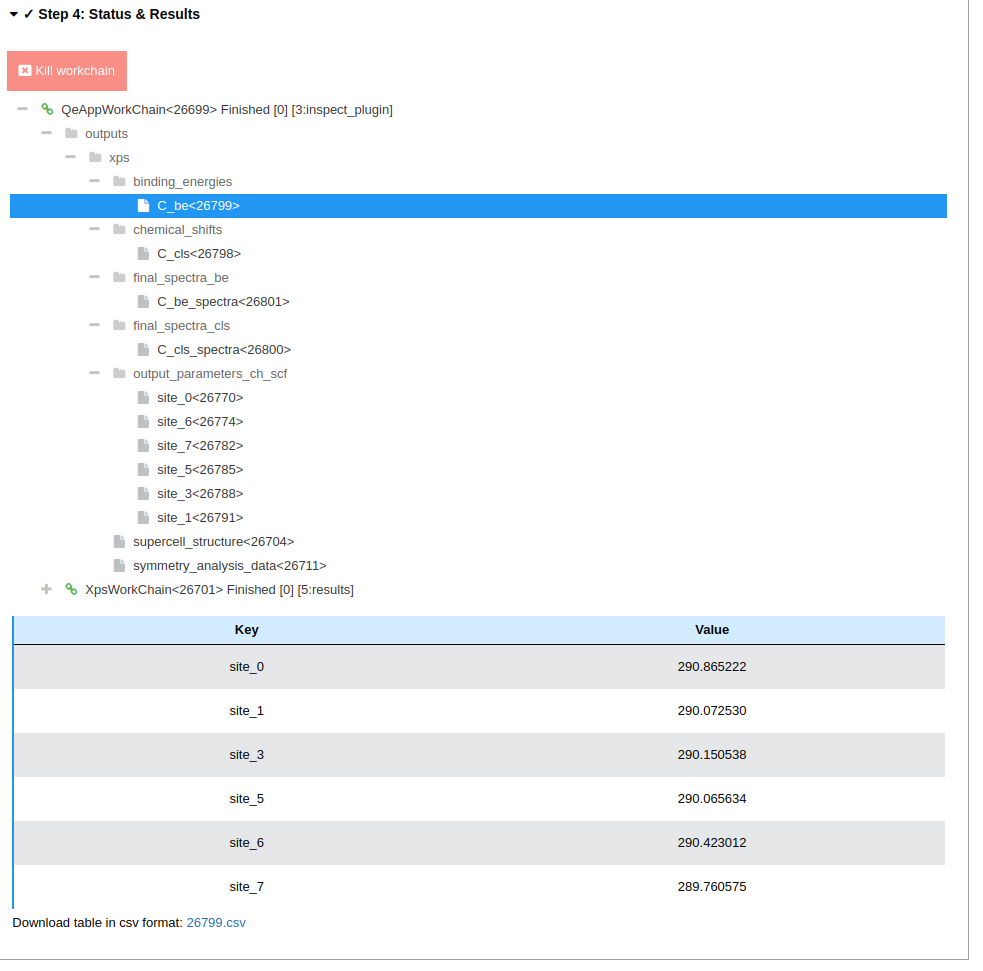 ✓ Step 4: Status & Results
Kill workchain
QeAppWorkChain<26699> Finished [0] [3:inspect_plugin]
outputs
xps
binding_energies
C_be<26799>
chemical_shifts
C_cls<26798>
final_spectra_be
C_be_spectra<26801>
final_spectra_cls
C_cls_spectra<26800>
output_parameters_ch_scf
site_0<26770>
site_6<26774>
site_7<26782>
site_5<26785>
site_3<26788>
site_1<26791>
supercell_structure<26704>
symmetry_analysis_data<26711>
XpsWorkChain<26701> Finished [0] [5:results]
Key Value
site_0 290.865222
site_1 290.072530
site_3 290.150538
site_5 290.065634
site_6 290.423012
site_7 289.760575
Download table in csv format: 26799.csv